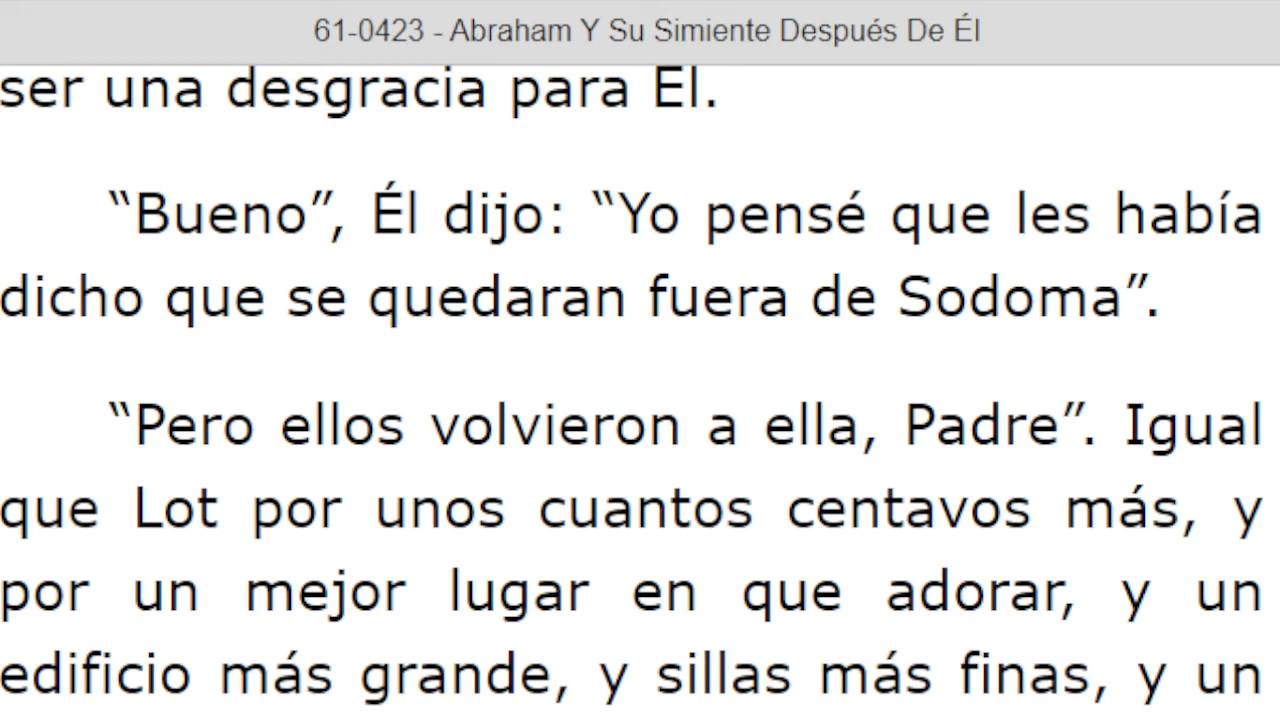 61-0423 - Abraham Y Su Simiente Después De Él
ser una desgracia para Él.
“Bueno”, Él dijo: “Yo pensé que les había
dicho que se quedaran fuera de Sodoma”.
“Pero ellos volvieron a ella, Padre”. Igual
que Lot por unos cuantos centavos más, y
por un mejor lugar en que adorar, y un
edificio más grande, y sillas más finas, y un